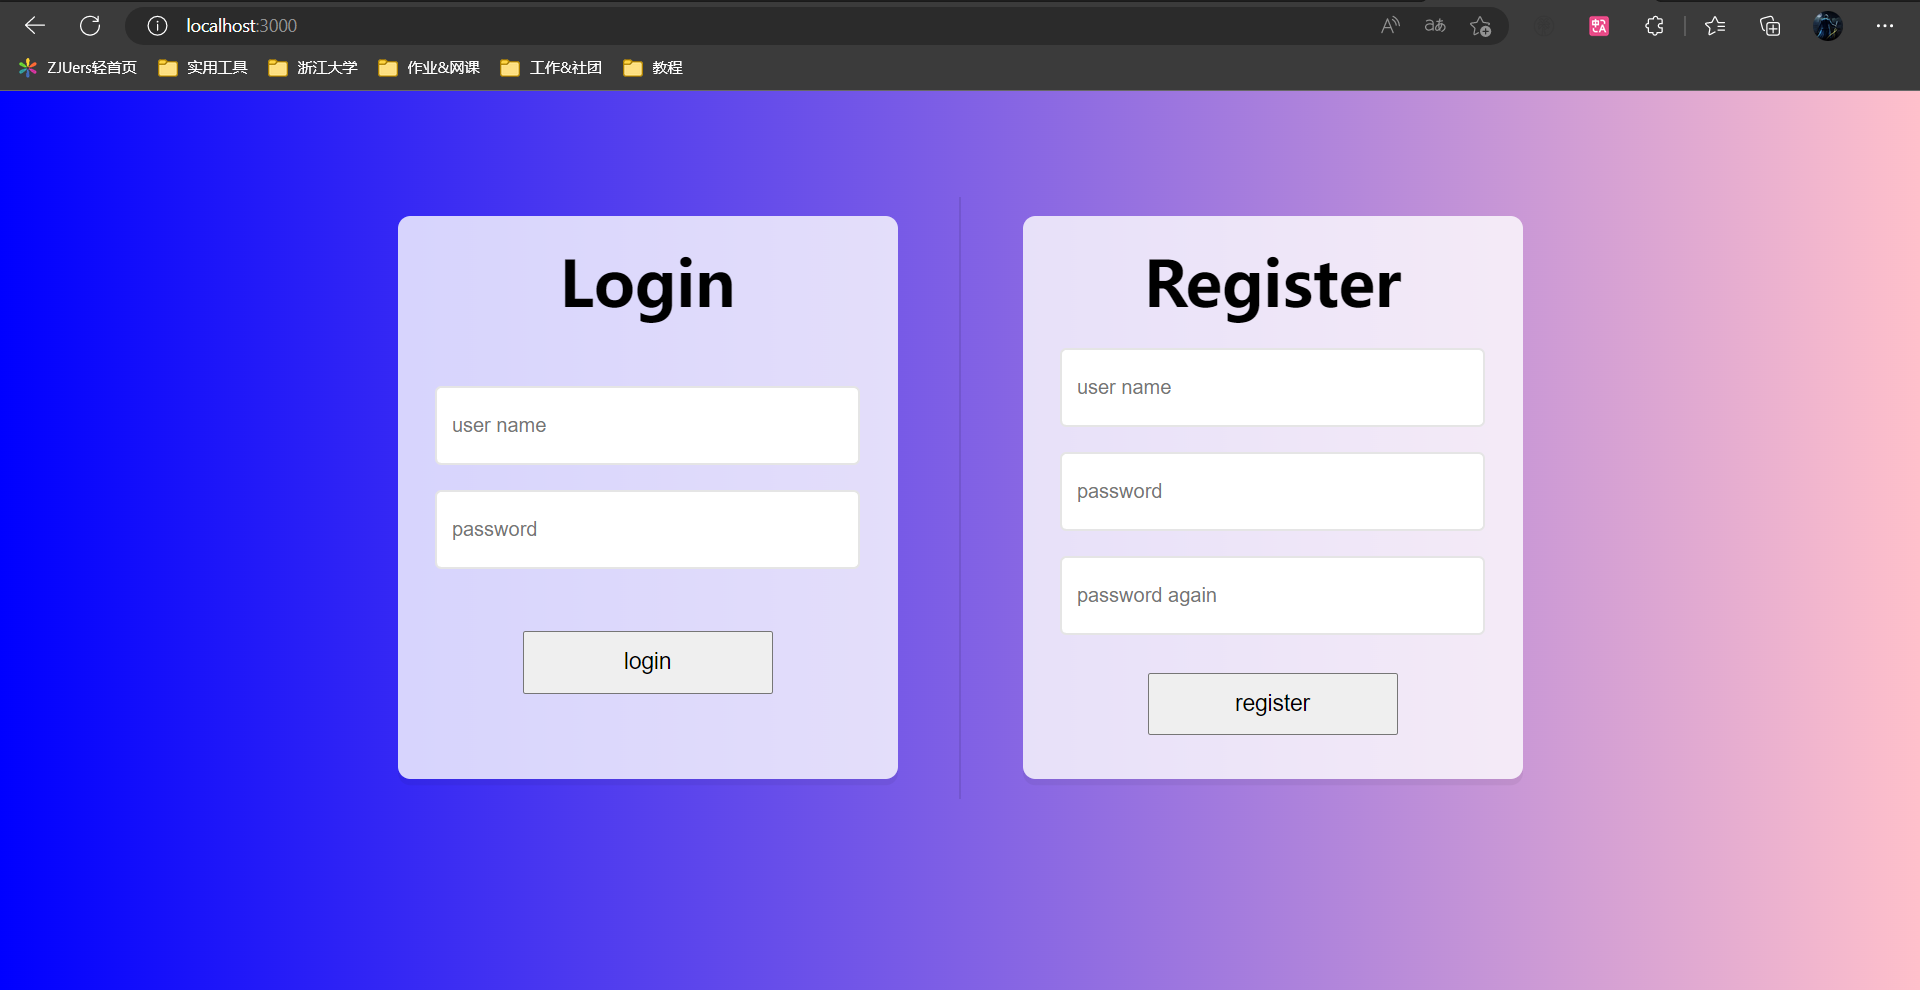 localhost:3000
ZJUers轻首页 实用工具 浙江大学 作业&网课 工作&社团 教程
Login
user name
password
login
Register
user name
password
password again
register